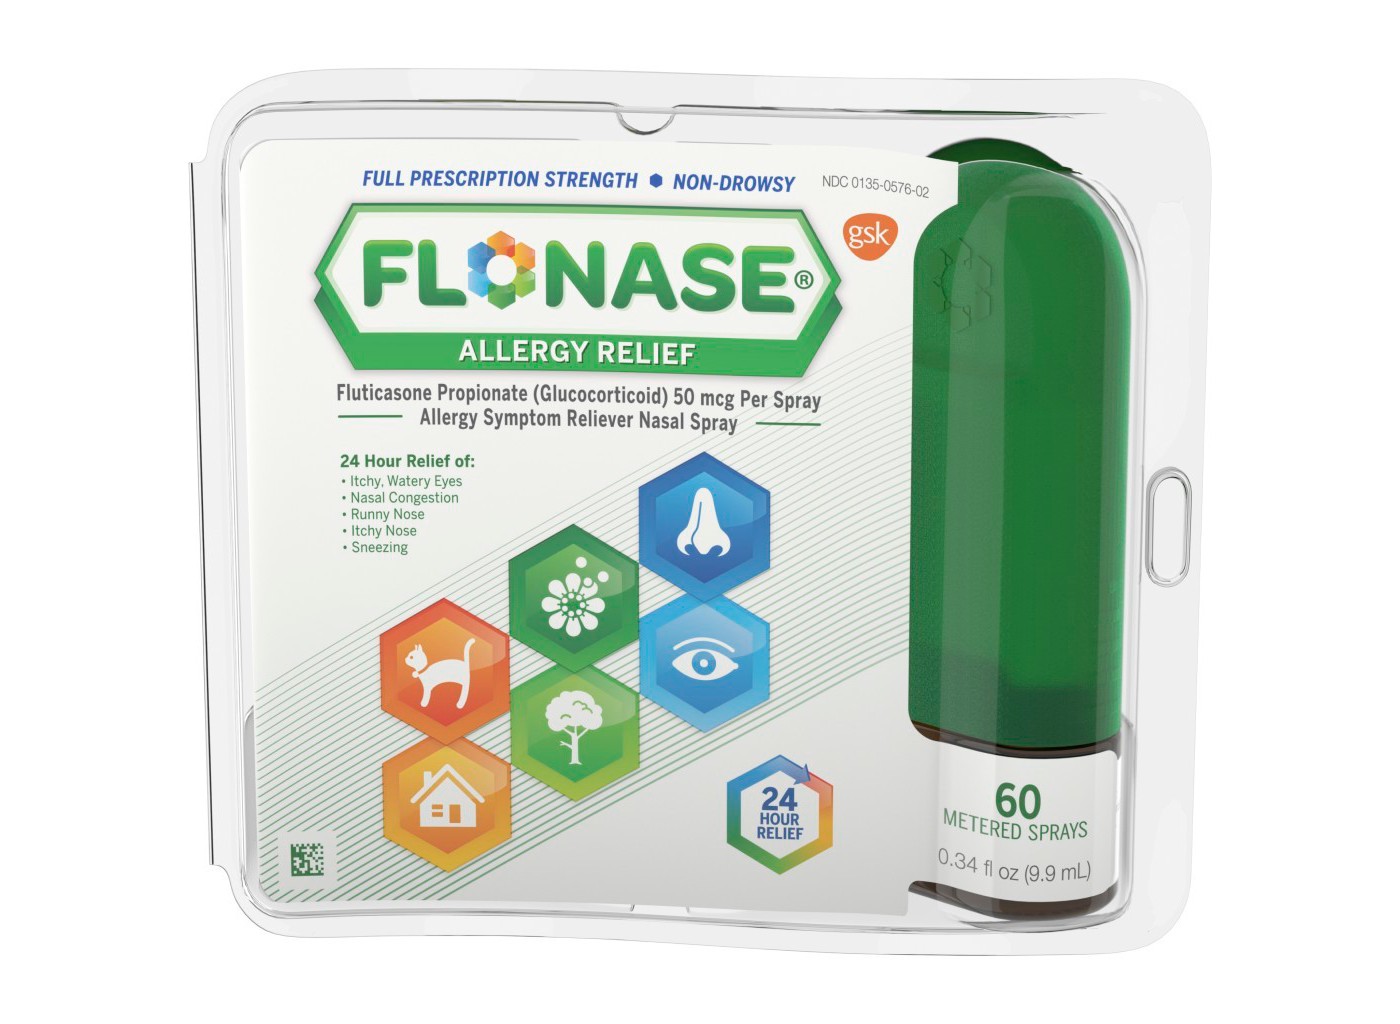 FULL PRESCRIPTION STRENGTH • NON-DROWSY
NDC 0135-0576-02
gsk
FLONASE®
ALLERGY RELIEF
Fluticasone Propionate (Glucocorticoid) 50 mcg Per Spray
Allergy Symptom Reliever Nasal Spray
24 Hour Relief of:
• Itchy, Watery Eyes
• Nasal Congestion
• Runny Nose
• Itchy Nose
• Sneezing
24
HOUR
RELIEF
60
METERED SPRAYS
0.34 fl oz (9.9 mL)